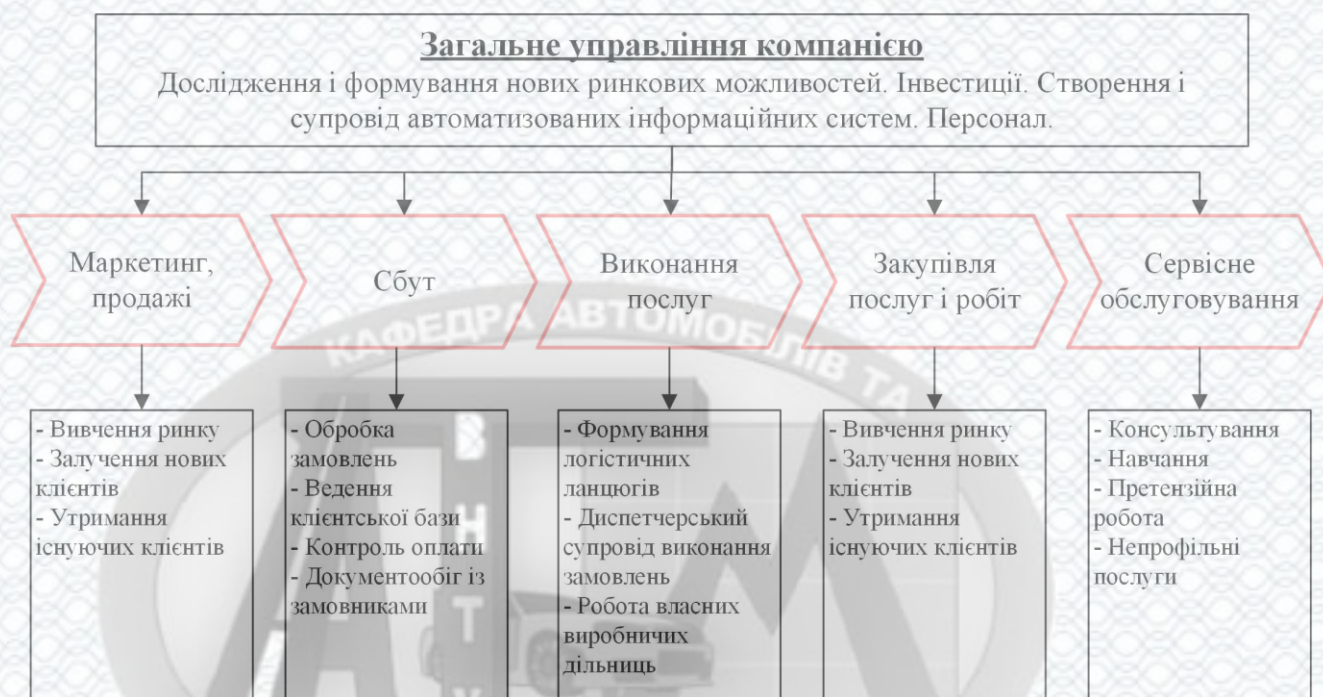 Загальне управління компанією
Дослідження і формування нових ринкових можливостей. Інвестиції. Створення і
супровід автоматизованих інформаційних систем. Персонал.
Маркетинг,
продажі
Сбут
Виконання
послуг
Закупівля
послуг і робіт
Сервісне
обслуговування
- Вивчення ринку
- Залучення нових
клієнтів
- Утримання
існуючих клієнтів
- Обробка
замовлень
- Ведення
клієнтської бази
- Контроль оплати
- Документообіг із
замовниками
- Формування
логістичних
ланцюгів
- Диспетчерський
супровід виконання
замовлень
- Робота власних
виробничих
дільниць
- Вивчення ринку
- Залучення нових
клієнтів
- Утримання
існуючих клієнтів
- Консультування
- Навчання
- Претензійна
робота
- Непрофільні
послуги
КАФЕДРА АВТОМОБІЛІВ ТА
ВНТУ